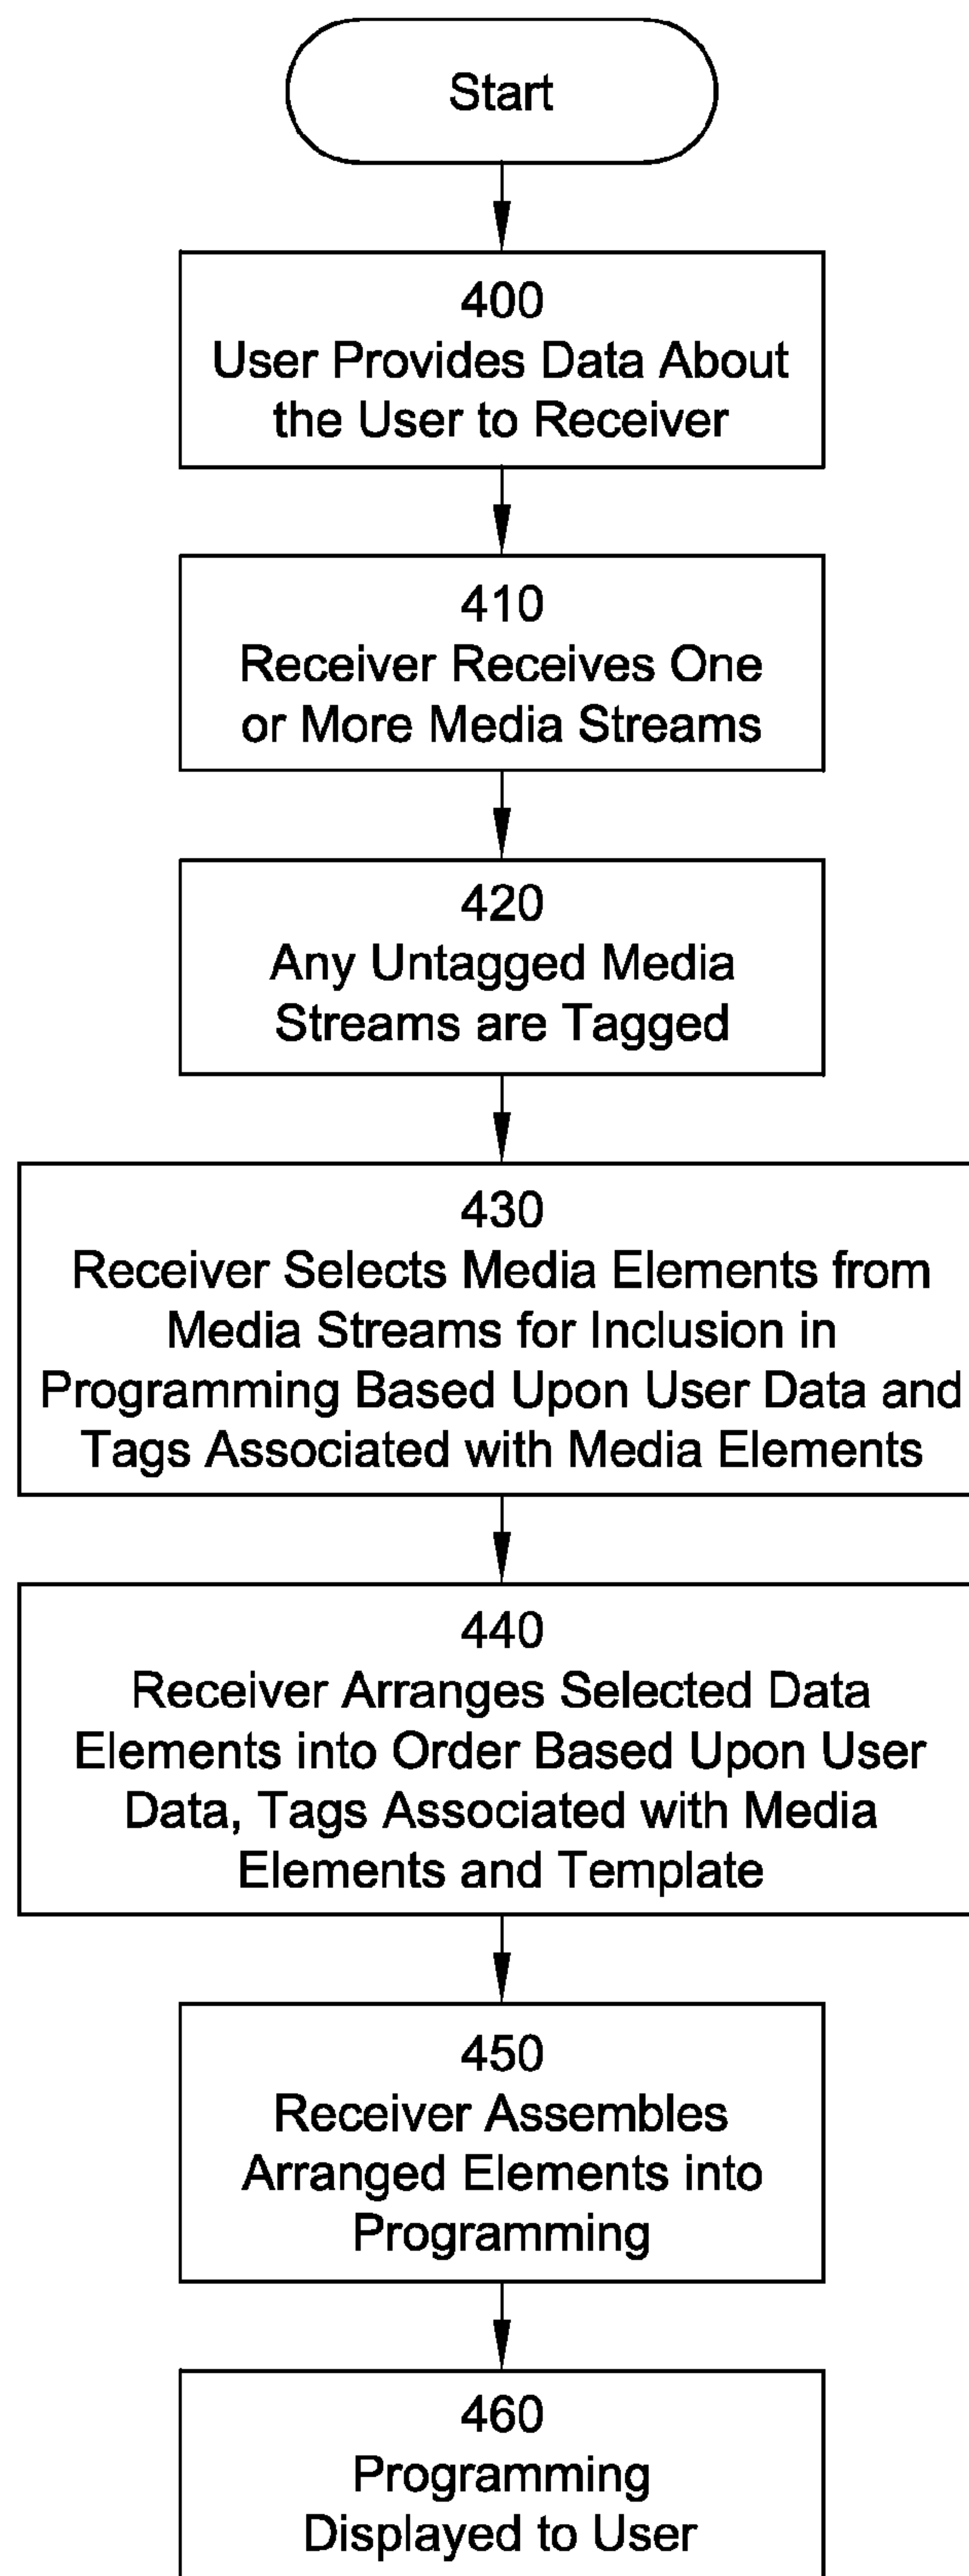 Start
400
User Provides Data About
the User to Receiver
410
Receiver Receives One
or More Media Streams
420
Any Untagged Media
Streams are Tagged
430
Receiver Selects Media Elements from
Media Streams for Inclusion in
Programming Based Upon User Data and
Tags Associated with Media Elements
440
Receiver Arranges Selected Data
Elements into Order Based Upon User
Data, Tags Associated with Media
Elements and Template
450
Receiver Assembles
Arranged Elements into
Programming
460
Programming
Displayed to User